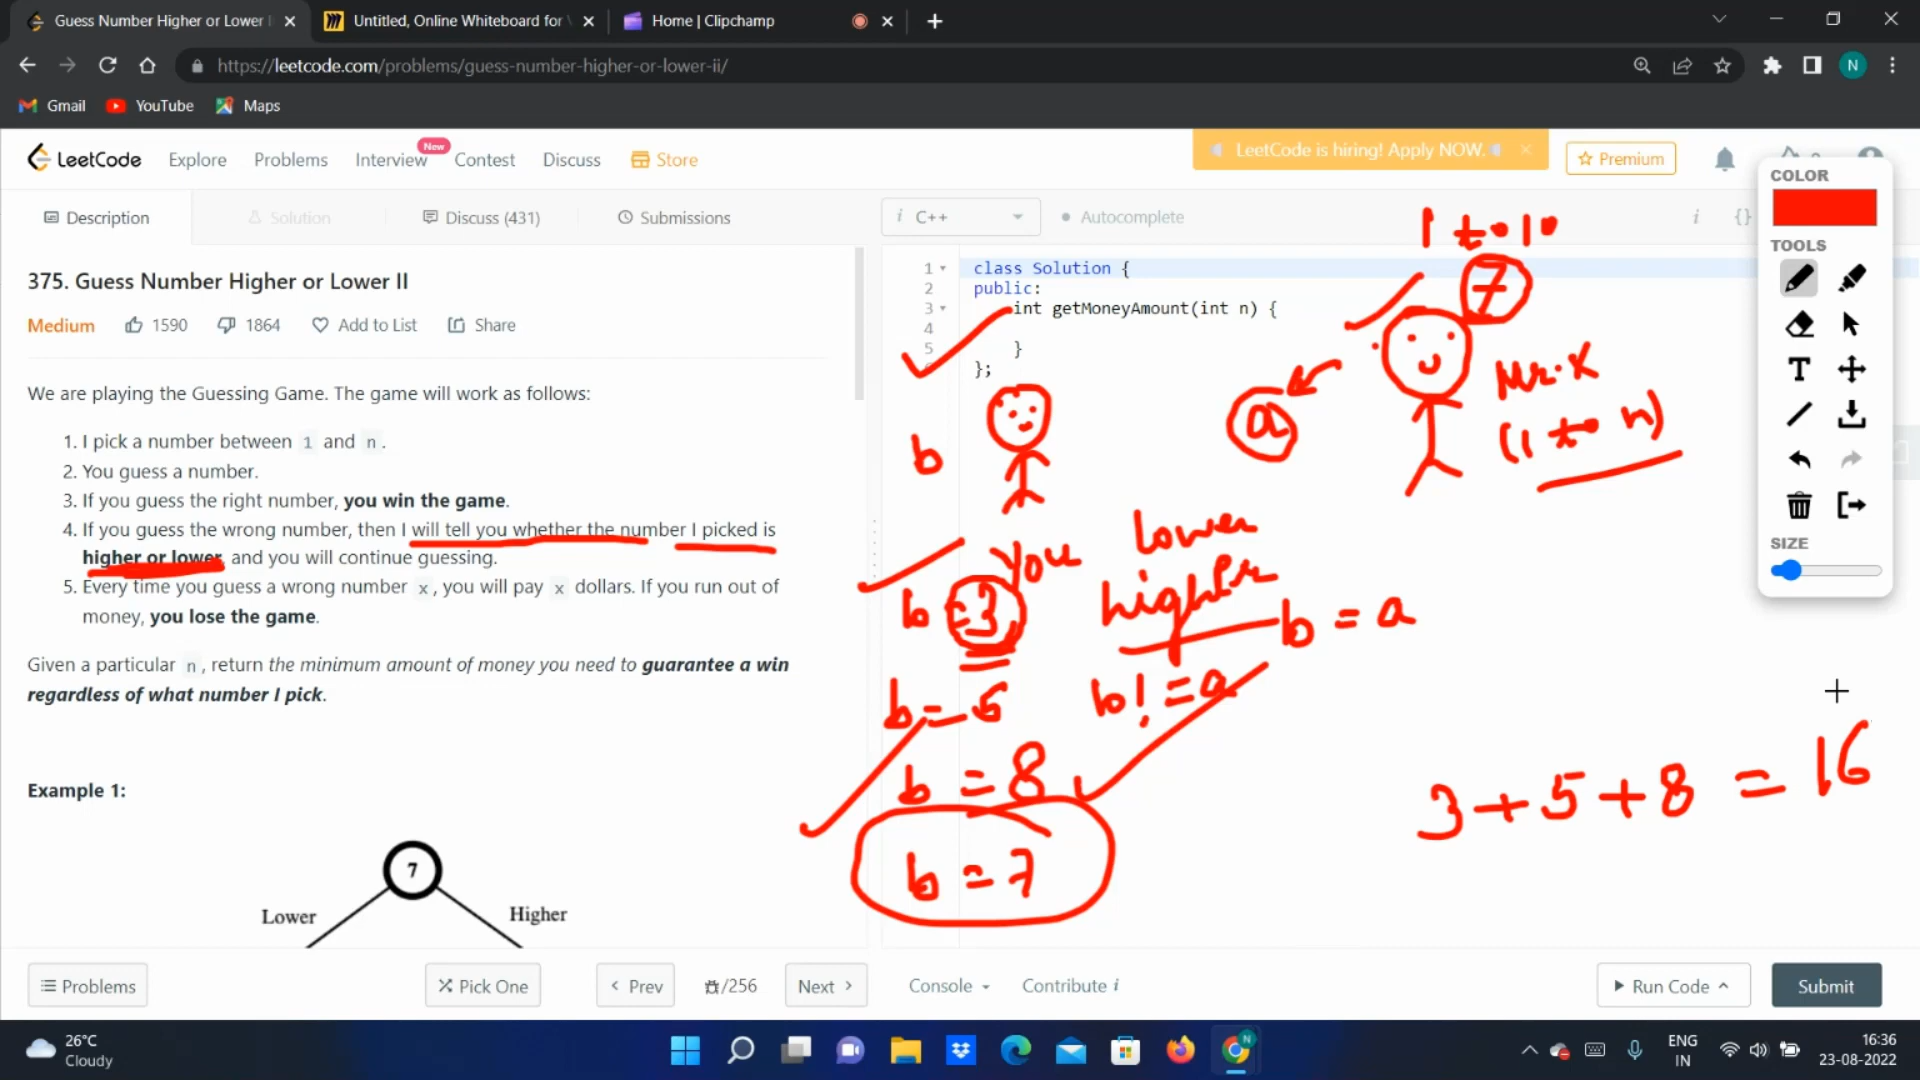 Guess Number Higher or Lower I
Untitled, Online Whiteboard for
Home | Clipchamp
https://leetcode.com/problems/guess-number-higher-or-lower-ii/
N
Gmail
YouTube
Maps
LeetCode
Explore
Problems
Interview
New
Contest
Discuss
Store
LeetCode is hiring! Apply NOW.
Premium
Description
Solution
Discuss (431)
Submissions
i C++
Autocomplete
i {}
375. Guess Number Higher or Lower II
Medium
1590
1864
Add to List
Share
We are playing the Guessing Game. The game will work as follows:
1. I pick a number between 1 and n.
2. You guess a number.
3. If you guess the right number, you win the game.
4. If you guess the wrong number, then I will tell you whether the number I picked is
higher or lower, and you will continue guessing.
5. Every time you guess a wrong number x, you will pay x dollars. If you run out of
money, you lose the game.
Given a particular n, return the minimum amount of money you need to guarantee a win
regardless of what number I pick.
Example 1:
7
Lower
Higher
1 class Solution {
2 public:
3 int getMoneyAmount(int n) {
4
5 }
};
1 to 10
7
Mr. X
(1 to n)
a
b
you
lower
higher
b = 3
b = a
b = 5
b != a
b = 8
b = 7
3 + 5 + 8 = 16
COLOR
TOOLS
T
SIZE
Problems
Pick One
< Prev
/256
Next >
Console
Contribute i
Run Code
Submit
26°C
Cloudy
N
ENG
IN
16:36
23-08-2022